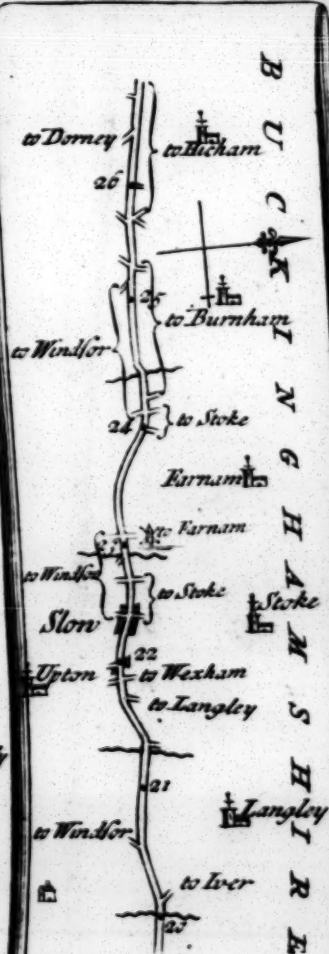 BUCKINGHAMSHIRE
to Dorney
to Hicham
26
25
to Burnham
to Windsor
24
to Stoke
Farnam
to Farnam
to Windsor
to Stoke
Stoke
Slow
22
Upton
to Wexham
to Langley
21
Langley
to Windsor
to Iver